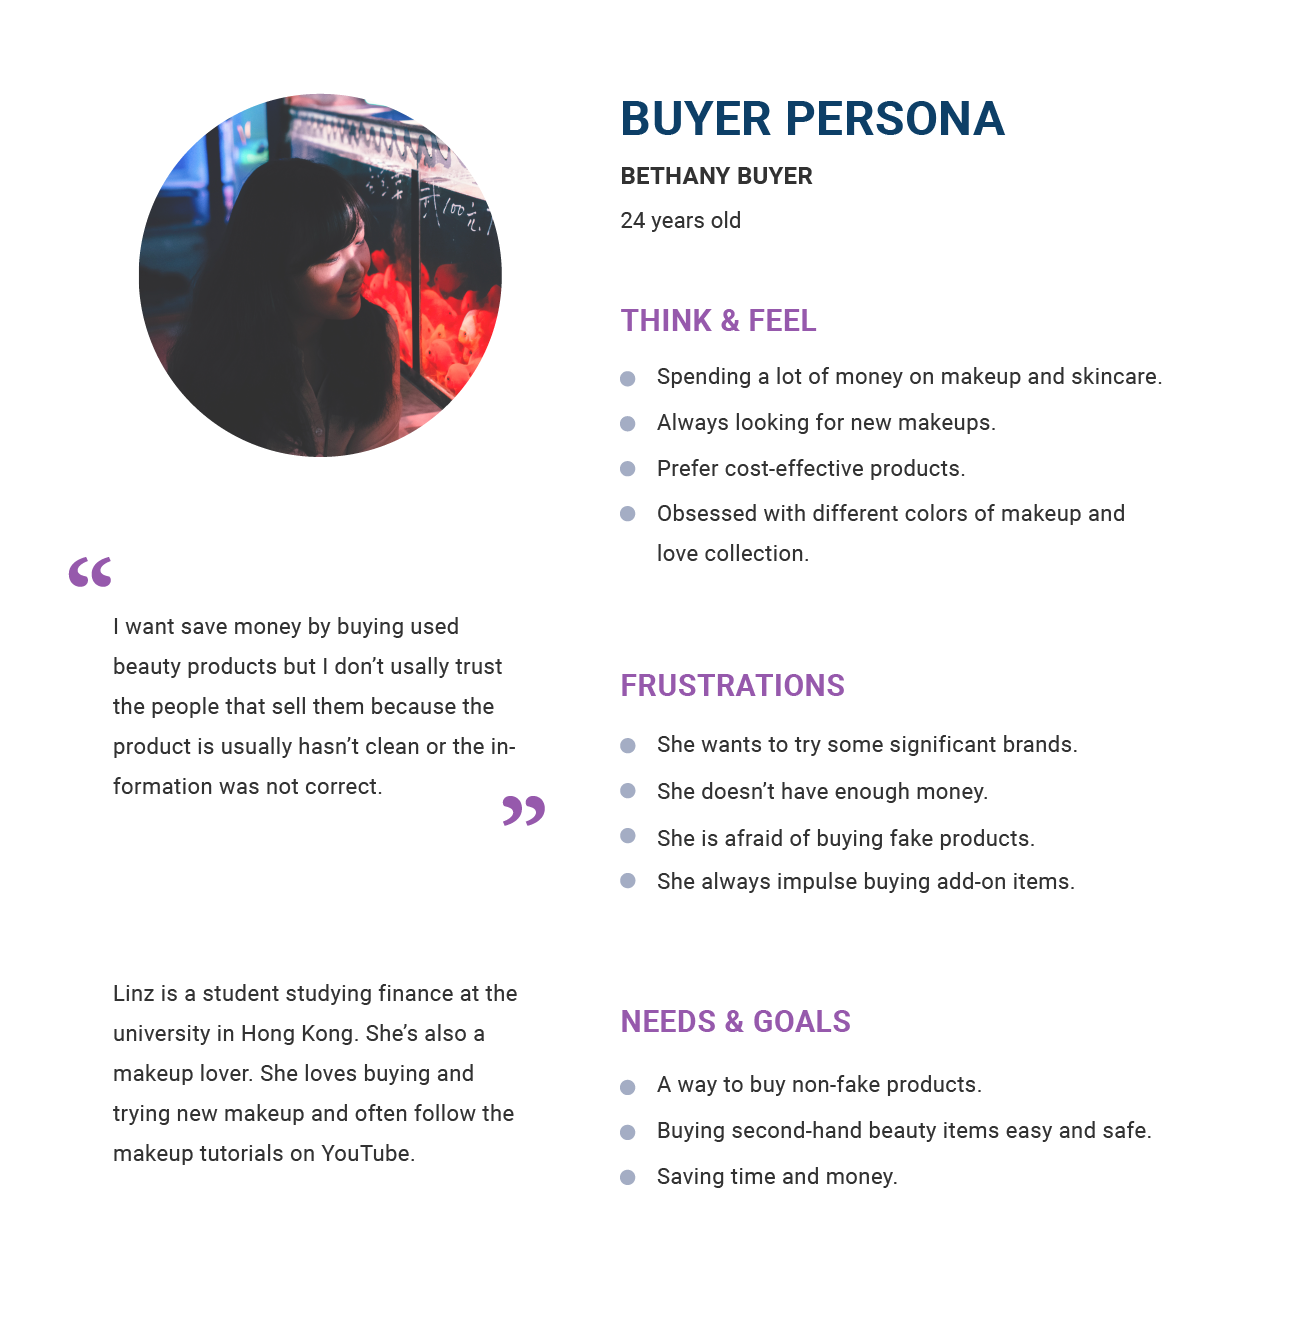 BUYER PERSONA
BETHANY BUYER
24 years old
THINK & FEEL
Spending a lot of money on makeup and skincare.
Always looking for new makeups.
Prefer cost-effective products.
Obsessed with different colors of makeup and
love collection.
“
I want save money by buying used
beauty products but I don’t usally trust
the people that sell them because the
product is usually hasn’t clean or the in-
formation was not correct.
”
FRUSTRATIONS
She wants to try some significant brands.
She doesn’t have enough money.
She is afraid of buying fake products.
She always impulse buying add-on items.
Linz is a student studying finance at the
university in Hong Kong. She’s also a
makeup lover. She loves buying and
trying new makeup and often follow the
makeup tutorials on YouTube.
NEEDS & GOALS
A way to buy non-fake products.
Buying second-hand beauty items easy and safe.
Saving time and money.
100元